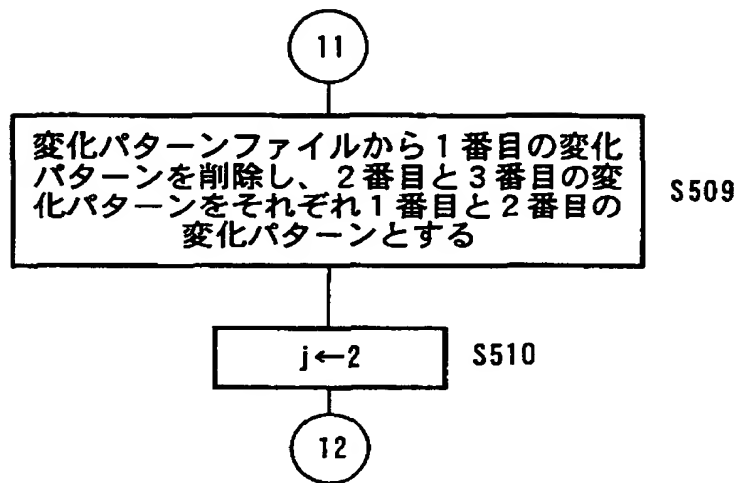 11
変化パターンファイルから１番目の変化
パターンを削除し、２番目と３番目の変
化パターンをそれぞれ１番目と２番目の
変化パターンとする
S509
j←2
S510
12